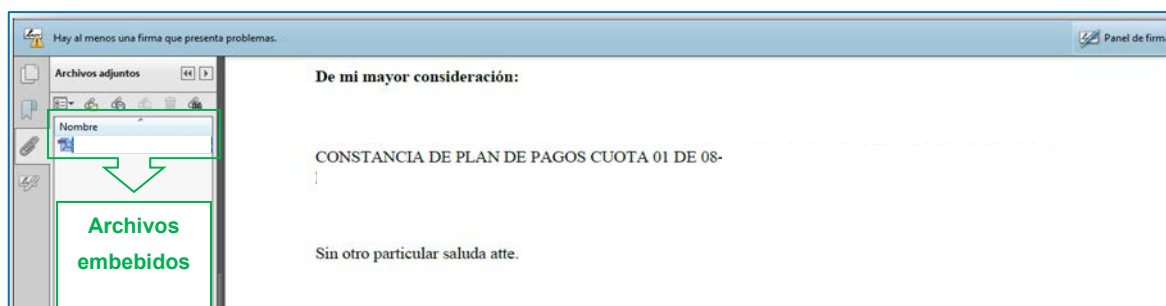 Hay al menos una firma que presenta problemas.
Panel de firma
Archivos adjuntos
De mi mayor consideración:
Nombre
CONSTANCIA DE PLAN DE PAGOS CUOTA 01 DE 08-
Archivos
embebidos
Sin otro particular saluda atte.